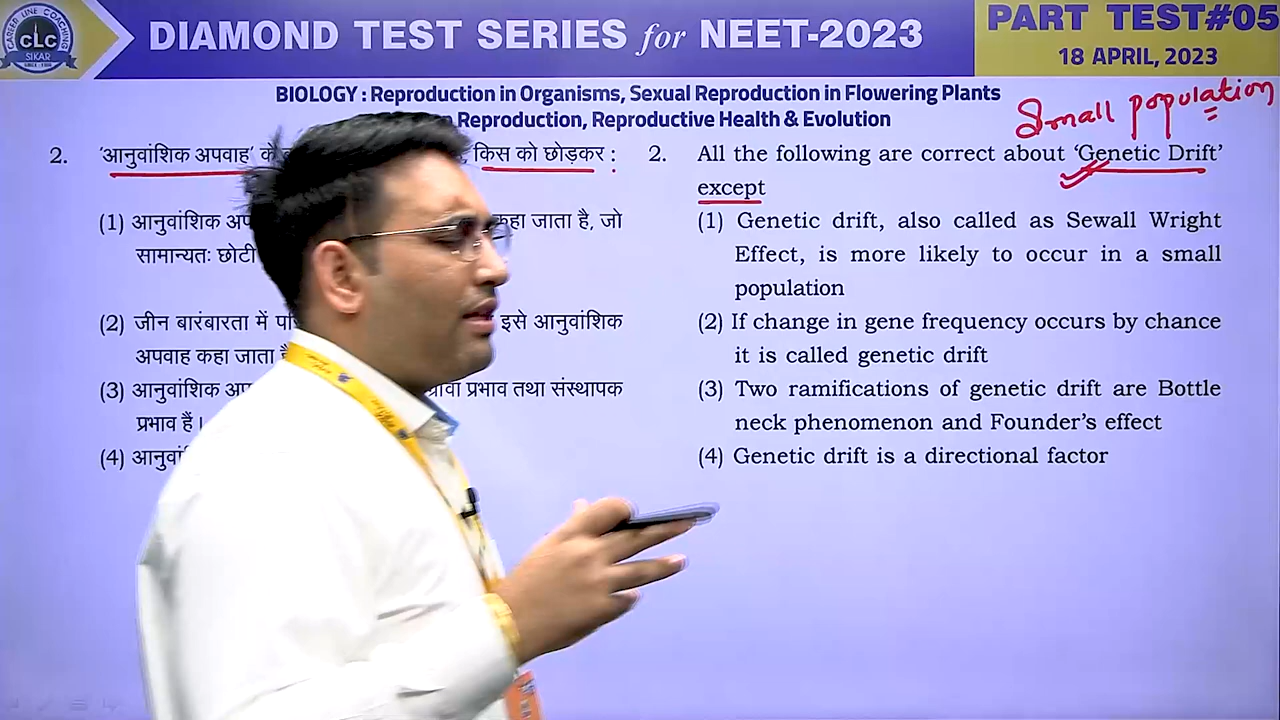 CAREER LINE COACHING
CLC
SIKAR
DIAMOND TEST SERIES for NEET-2023
PART TEST#05
18 APRIL, 2023
BIOLOGY : Reproduction in Organisms, Sexual Reproduction in Flowering Plants
Reproduction, Reproductive Health & Evolution
Small population
2. 'आनुवांशिक अपवाह' किस को छोड़कर :
(1) आनुवांशिक कहा जाता है, जो
सामान्यतः छोटी
(2) जीन बारंबारता में इसे आनुवांशिक
अपवाह कहा जाता
(3) आनुवांशिक प्रभाव तथा संस्थापक
प्रभाव हैं।
(4)
2. All the following are correct about 'Genetic Drift'
except
(1) Genetic drift, also called as Sewall Wright
Effect, is more likely to occur in a small
population
(2) If change in gene frequency occurs by chance
it is called genetic drift
(3) Two ramifications of genetic drift are Bottle
neck phenomenon and Founder's effect
(4) Genetic drift is a directional factor